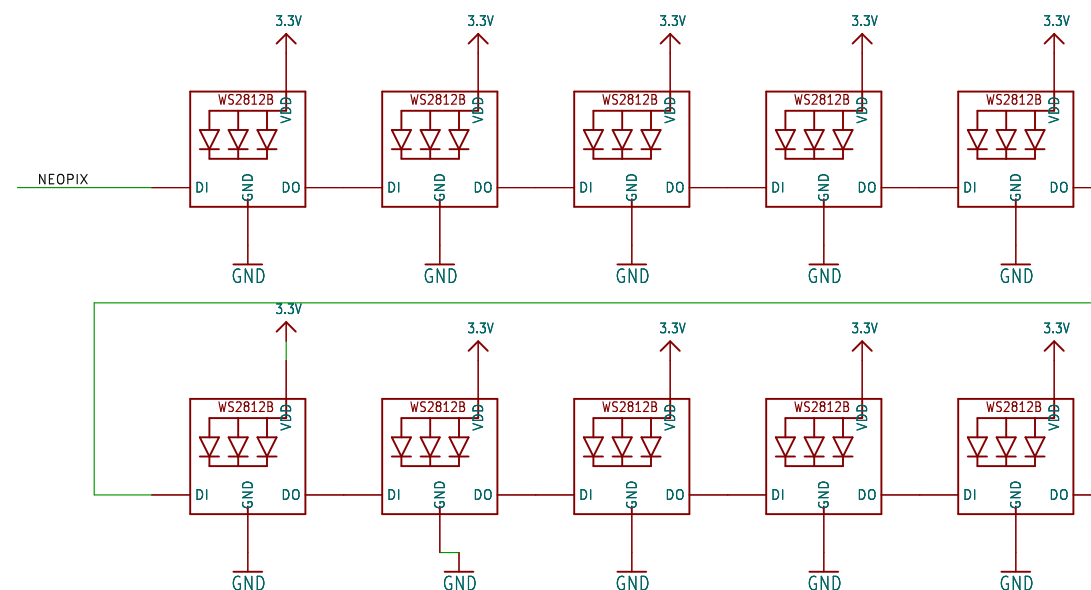 3.3V 3.3V 3.3V 3.3V 3.3V
WS2812B WS2812B WS2812B WS2812B WS2812B
VDD VDD VDD VDD VDD
NEOPIX
DI GND DO DI GND DO DI GND DO DI GND DO DI GND DO
GND GND GND GND GND
3.3V 3.3V 3.3V 3.3V 3.3V
WS2812B WS2812B WS2812B WS2812B WS2812B
VDD VDD VDD VDD VDD
DI GND DO DI GND DO DI GND DO DI GND DO DI GND DO
GND GND GND GND GND